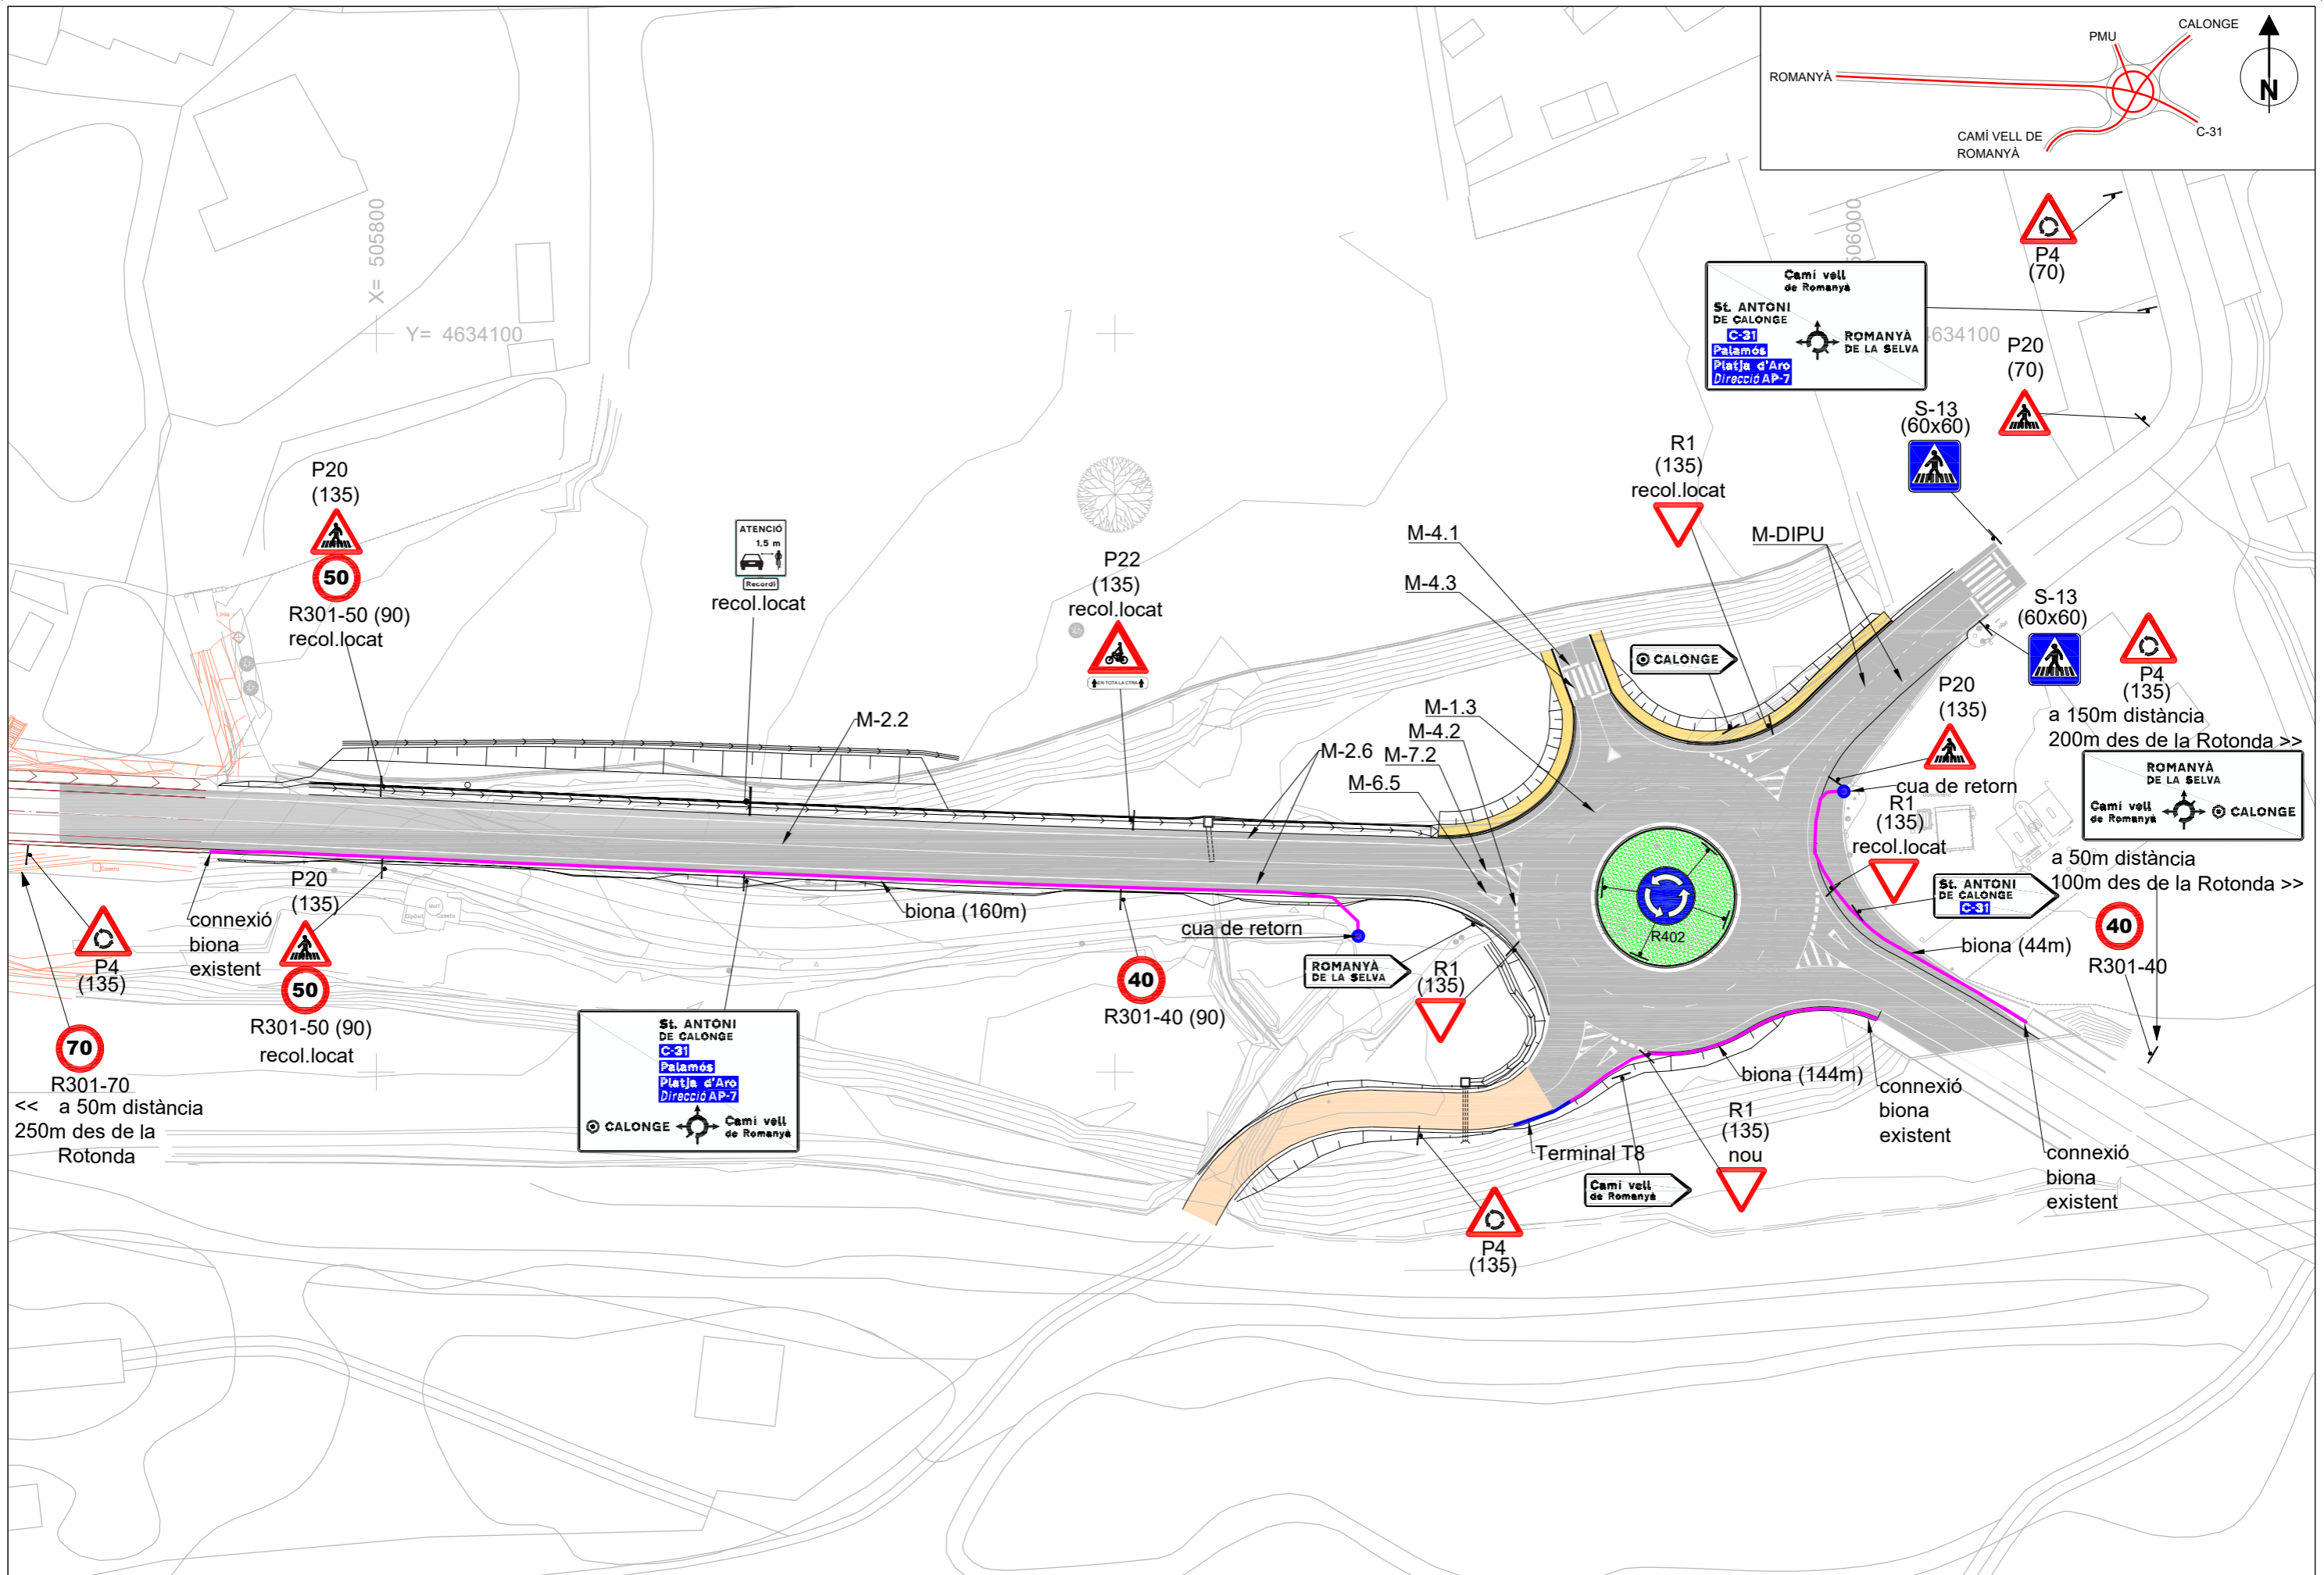 CALONGE
PMU
ROMANYÀ
N
C-31
CAMÍ VELL DE
ROMANYÀ
X= 505800
Y= 4634100
506000
4634100
P4
(70)
Camí vell
de Romanyà
St. ANTONI
DE CALONGE
C-31
Palamós
Platja d'Aro
Direcció AP-7
ROMANYÀ
DE LA SELVA
P20
(70)
S-13
(60x60)
R1
(135)
recol.locat
M-DIPU
M-4.1
M-4.3
P20
(135)
50
R301-50 (90)
recol.locat
ATENCIÓ
1,5 m
Recordi
recol.locat
P22
(135)
recol.locat
EN TOTA LA CTRA
CALONGE
S-13
(60x60)
P4
(135)
a 150m distància
200m des de la Rotonda >>
P20
(135)
ROMANYÀ
DE LA SELVA
Camí vell
de Romanyà
CALONGE
M-2.2
M-2.6
M-1.3
M-4.2
M-7.2
M-6.5
cua de retorn
R1
(135)
recol.locat
a 50m distància
100m des de la Rotonda >>
St. ANTONI
DE CALONGE
C-31
40
R301-40
biona (44m)
R402
Caseta
Dipòsit
Caseta
P4
(135)
70
R301-70
<< a 50m distància
250m des de la
Rotonda
connexió
biona
existent
P20
(135)
50
R301-50 (90)
recol.locat
biona (160m)
cua de retorn
40
R301-40 (90)
ROMANYÀ
DE LA SELVA
R1
(135)
St. ANTONI
DE CALONGE
C-31
Palamós
Platja d'Aro
Direcció AP-7
CALONGE
Camí vell
de Romanyà
biona (144m)
connexió
biona
existent
R1
(135)
nou
Terminal T8
Camí vell
de Romanyà
connexió
biona
existent
P4
(135)